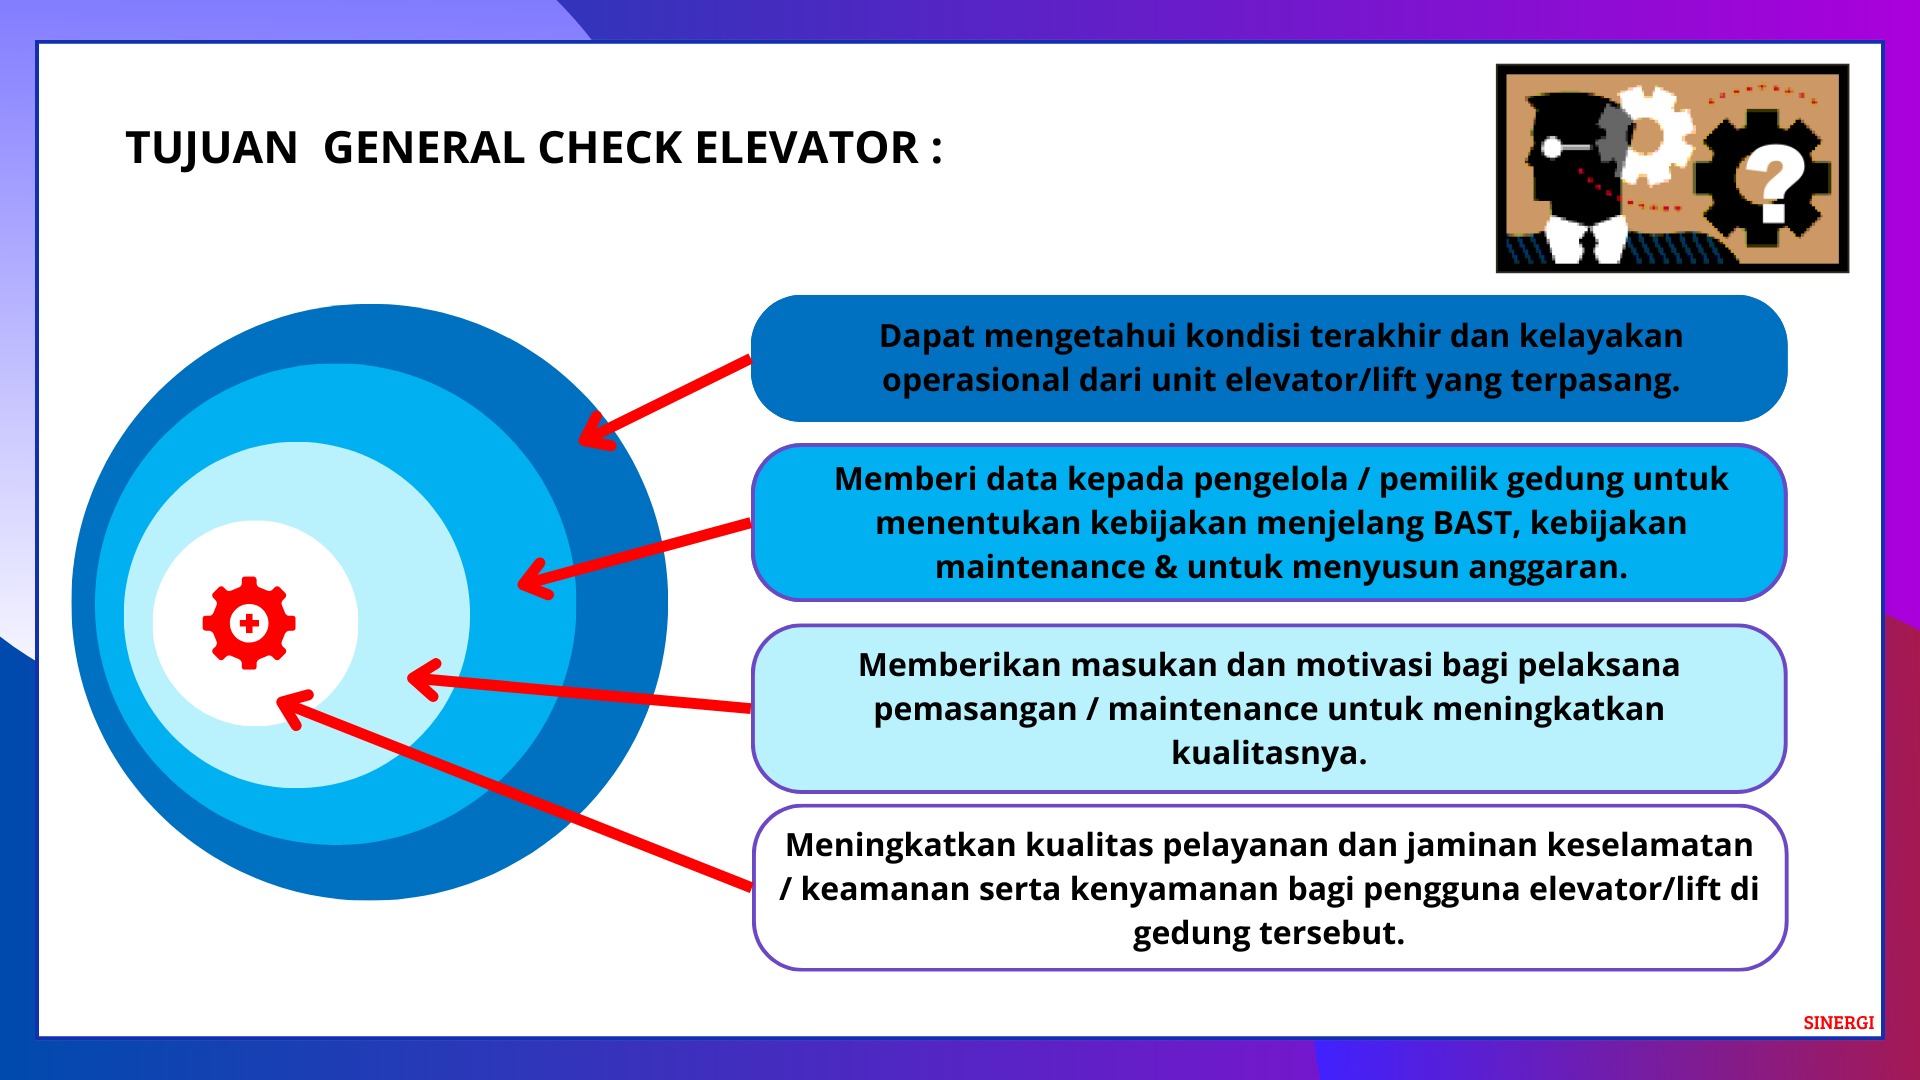 TUJUAN  GENERAL CHECK ELEVATOR :
?
Dapat mengetahui kondisi terakhir dan kelayakan
operasional dari unit elevator/lift yang terpasang.
Memberi data kepada pengelola / pemilik gedung untuk
menentukan kebijakan menjelang BAST, kebijakan
maintenance & untuk menyusun anggaran.
Memberikan masukan dan motivasi bagi pelaksana
pemasangan / maintenance untuk meningkatkan
kualitasnya.
Meningkatkan kualitas pelayanan dan jaminan keselamatan
/ keamanan serta kenyamanan bagi pengguna elevator/lift di
gedung tersebut.
SINERGI